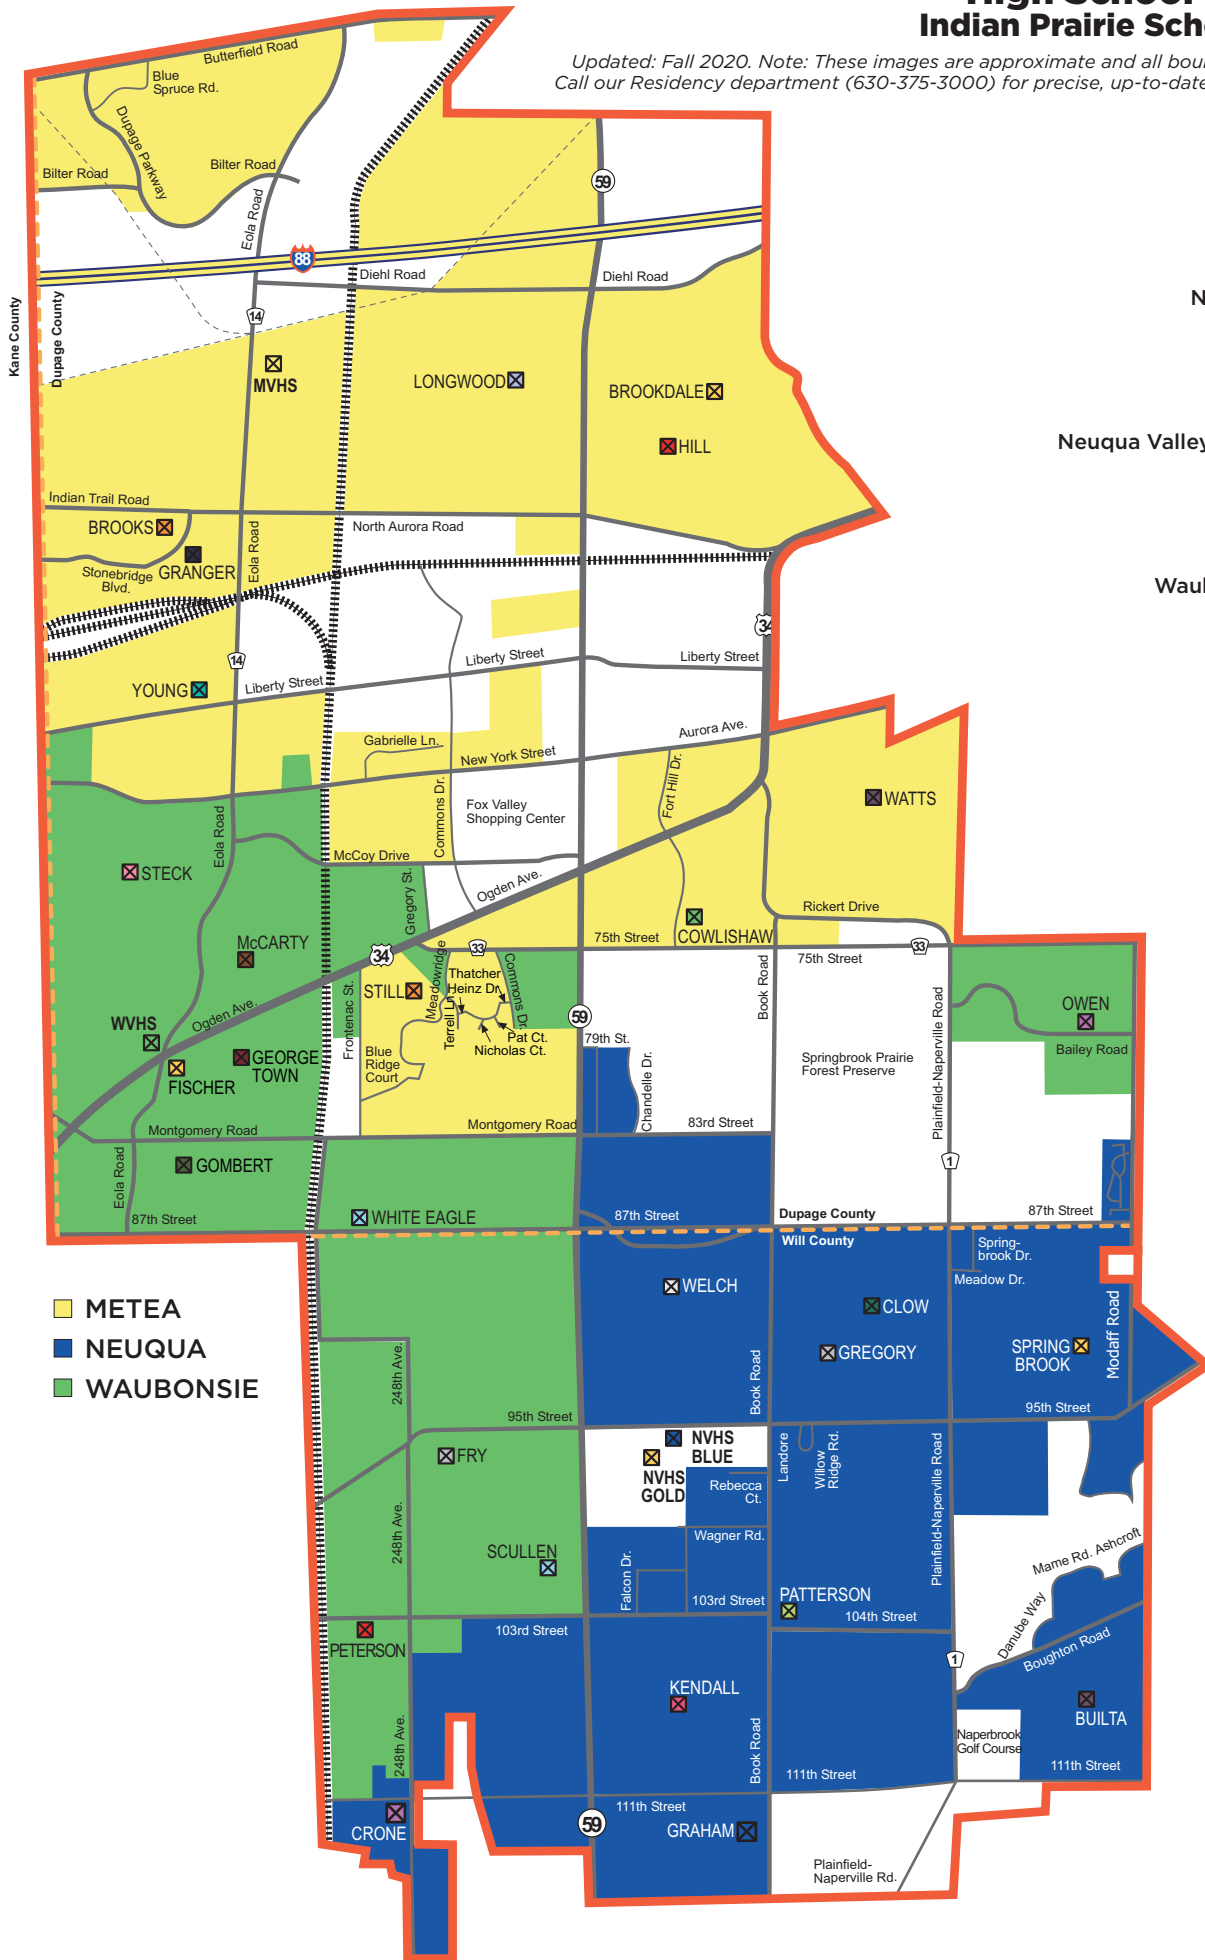 High School
Indian Prairie Scho
Updated: Fall 2020. Note: These images are approximate and all bour
Call our Residency department (630-375-3000) for precise, up-to-date
Butterfield Road
Blue
Spruce Rd.
Dupage Parkway
Bilter Road
Bilter Road
Eola Road
59
88
Diehl Road
Diehl Road
Kane County
Dupage County
14
N
MVHS
LONGWOOD
BROOKDALE
HILL
Neuqua Valley
Indian Trail Road
North Aurora Road
BROOKS
GRANGER
Eola Road
Stonebridge
Blvd.
Waul
34
14
Liberty Street
Liberty Street
Liberty Street
YOUNG
Gabrielle Ln.
New York Street
Aurora Ave.
Fort Hill Dr.
Commons Dr.
Fox Valley
Shopping Center
WATTS
Eola Road
McCoy Drive
STECK
Gregory St.
Ogden Ave.
Rickert Drive
McCARTY
34
33
75th Street
COWLISHAW
33
75th Street
Book Road
STILL
Meadowridge
Thatcher
Heinz Dr.
Terrell Ln.
Commons Dr.
Pat Ct.
Nicholas Ct.
59
79th St.
OWEN
Bailey Road
WVHS
Ogden Ave.
Frontenac St.
Blue
Ridge
Court
GEORGE
TOWN
FISCHER
Chandelle Dr.
Springbrook Prairie
Forest Preserve
Plainfield-Naperville Road
Montgomery Road
Montgomery Road
83rd Street
Eola Road
GOMBERT
1
87th Street
WHITE EAGLE
87th Street
Dupage County
Will County
87th Street
Spring-
brook Dr.
Meadow Dr.
WELCH
CLOW
METEA
NEUQUA
WAUBONSIE
GREGORY
SPRING
BROOK
Modaff Road
248th Ave.
Book Road
95th Street
95th Street
FRY
NVHS
BLUE
NVHS
GOLD
Landore
Willow
Ridge Rd.
Rebecca
Ct.
Plainfield-Naperville Road
248th Ave.
Wagner Rd.
SCULLEN
Falcon Dr.
Mame Rd. Ashcroft
103rd Street
PATTERSON
104th Street
Danube Way
PETERSON
103rd Street
Boughton Road
1
KENDALL
BUILTA
248th Ave.
Book Road
Naperbrook
Golf Course
111th Street
111th Street
111th Street
CRONE
59
GRAHAM
Plainfield-
Naperville Rd.